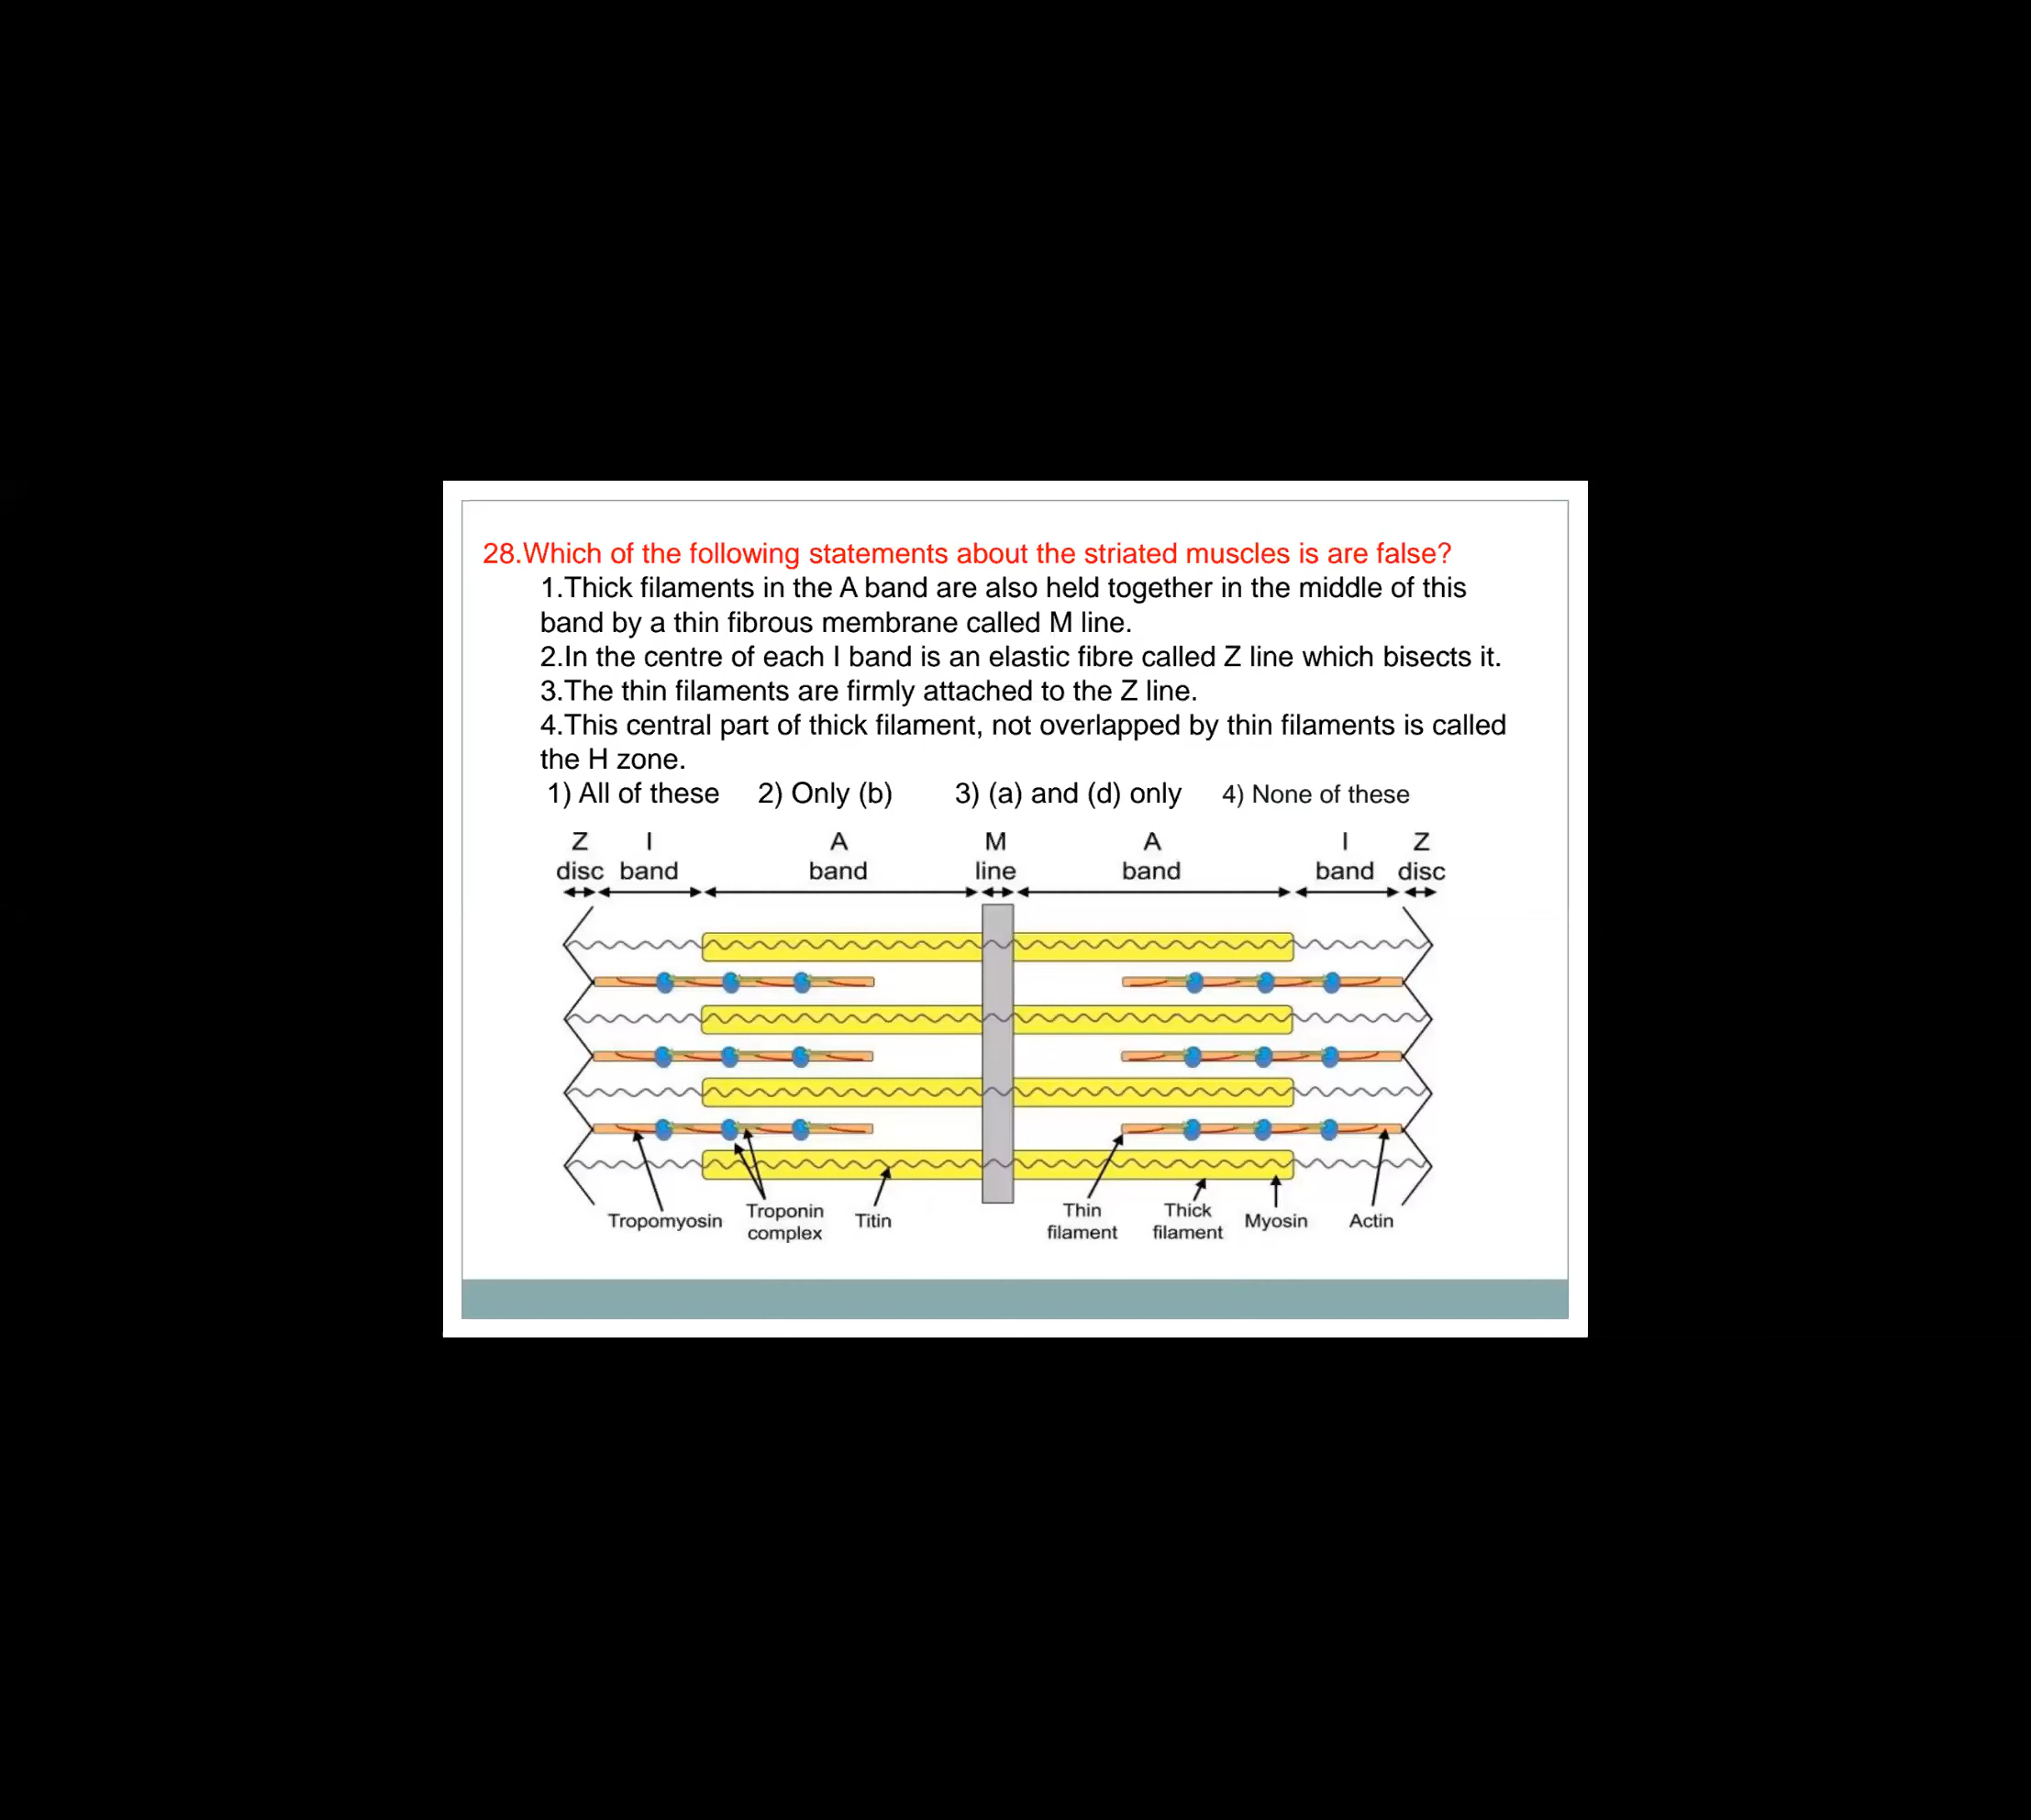 28.Which of the following statements about the striated muscles is are false?
1.Thick filaments in the A band are also held together in the middle of this
band by a thin fibrous membrane called M line.
2.In the centre of each I band is an elastic fibre called Z line which bisects it.
3.The thin filaments are firmly attached to the Z line.
4.This central part of thick filament, not overlapped by thin filaments is called
the H zone.
1) All of these 2) Only (b) 3) (a) and (d) only 4) None of these
Z I A M A I Z
disc band band line band band disc
Tropomyosin Troponin Titin Thin Thick Myosin Actin
complex filament filament